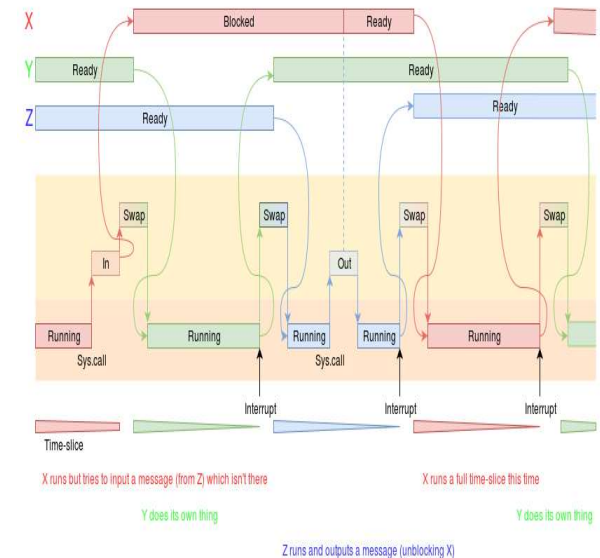 X
Blocked
Ready
Y
Ready
Ready
Z
Ready
Ready
Swap
Swap
Swap
Swap
In
Out
Running
Running
Running
Running
Running
Sys.call
Sys.call
Interrupt
Interrupt
Interrupt
Time-slice
X runs but tries to input a message (from Z) which isn't there
X runs a full time-slice this time
Y does its own thing
Y does its own thing
Z runs and outputs a message (unblocking X)